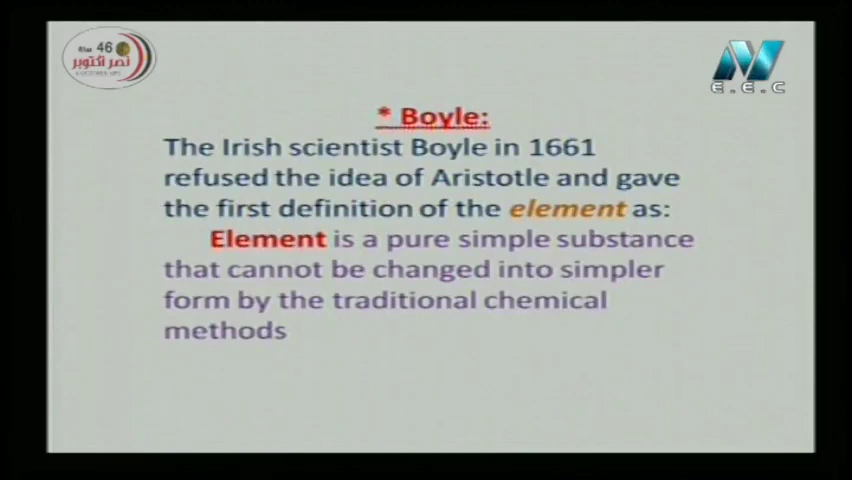 46 سنة
نصر أكتوبر
E.E.C
* Boyle:
The Irish scientist Boyle in 1661
refused the idea of Aristotle and gave
the first definition of the element as:
Element is a pure simple substance
that cannot be changed into simpler
form by the traditional chemical
methods